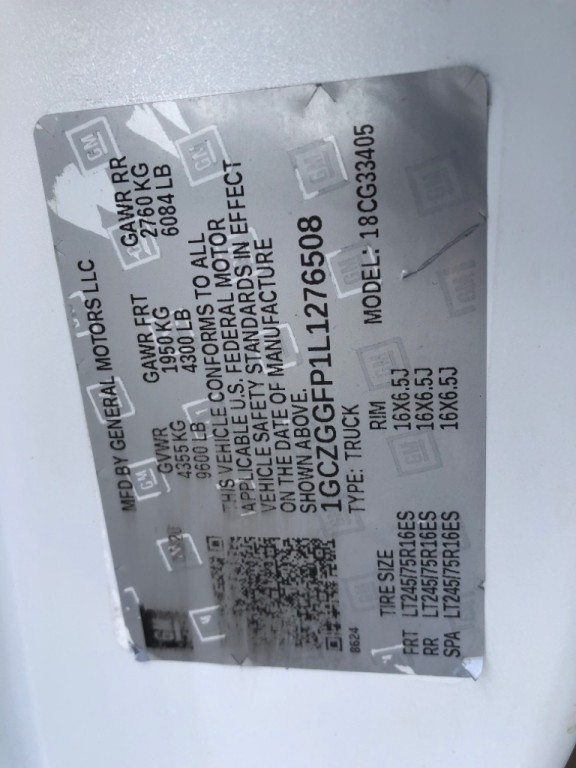 MFD BY GENERAL MOTORS LLC
GVWR GAWR FRT GAWR RR
4355 KG 1950 KG 2760 KG
9600 LB 4300 LB 6084 LB
THIS VEHICLE CONFORMS TO ALL
APPLICABLE U.S. FEDERAL MOTOR
VEHICLE SAFETY STANDARDS IN EFFECT
ON THE DATE OF MANUFACTURE
SHOWN ABOVE.
1GCZGGFP1L1276508
TYPE: TRUCK MODEL: 18CG33405
8624
TIRE SIZE RIM
FRT LT245/75R16ES 16X6.5J
RR LT245/75R16ES 16X6.5J
SPA LT245/75R16ES 16X6.5J